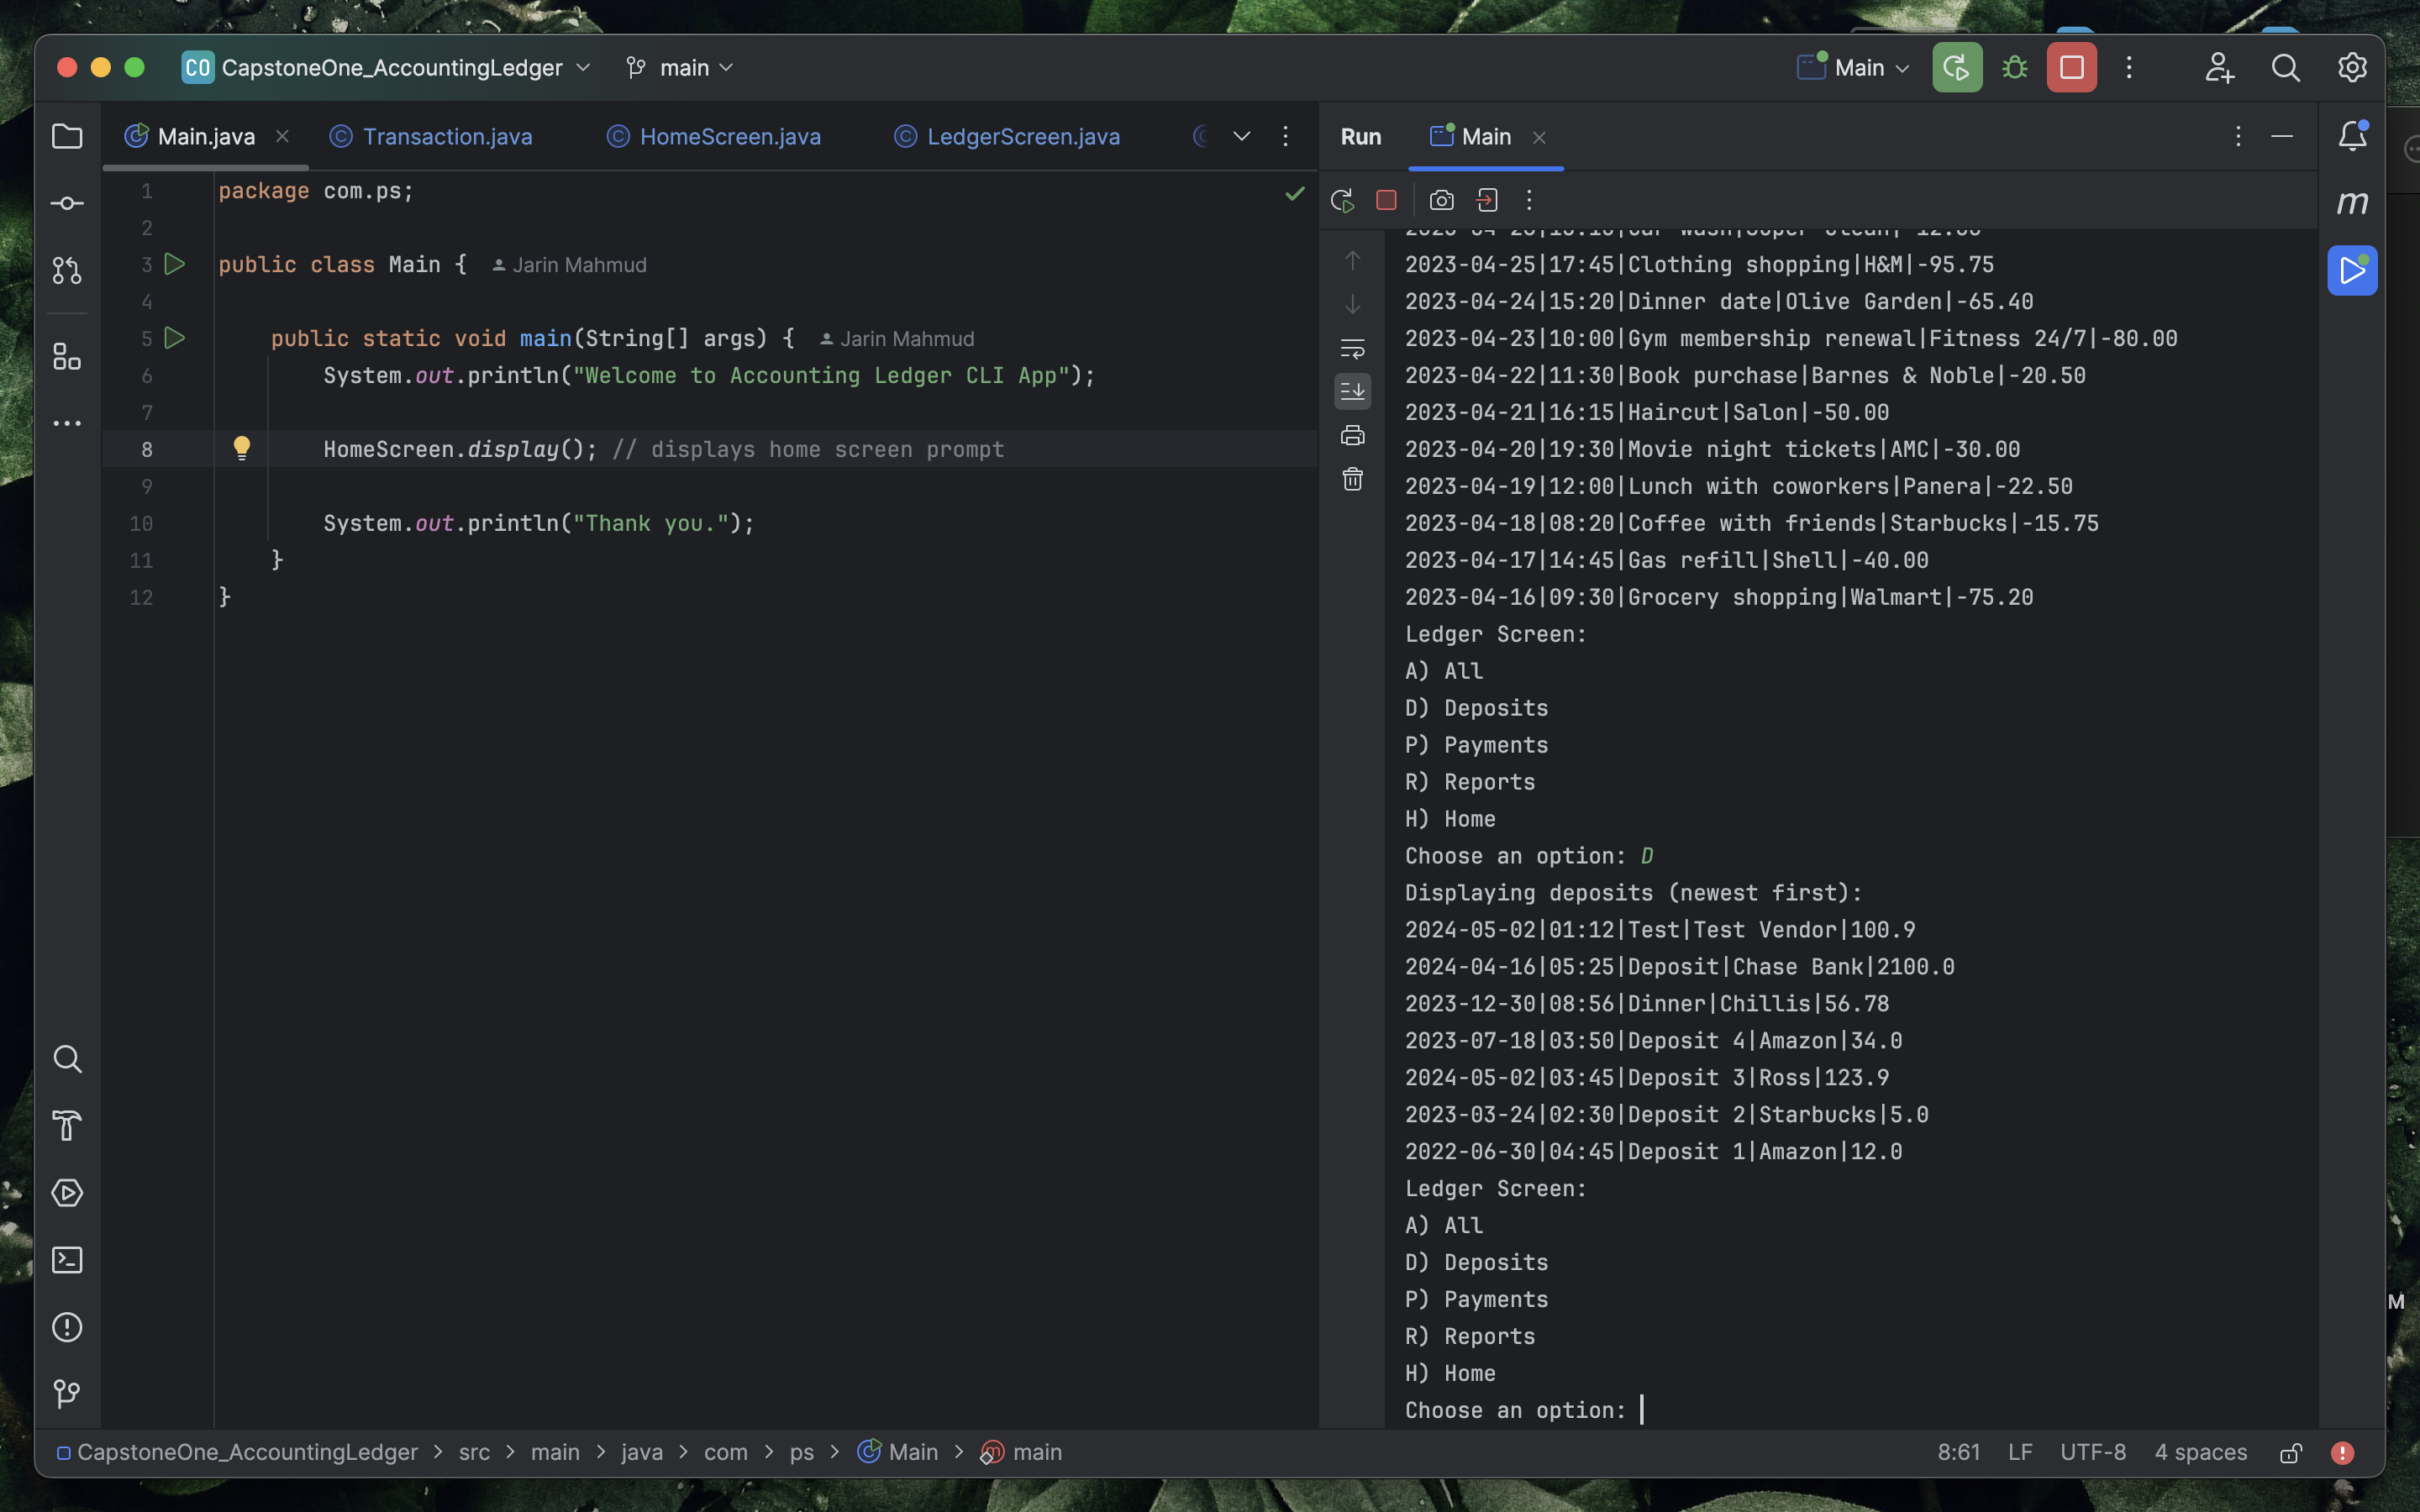 CO CapstoneOne_AccountingLedger main Main
Main.java Transaction.java HomeScreen.java LedgerScreen.java
1 package com.ps;
2
3 public class Main { Jarin Mahmud
4
5 public static void main(String[] args) { Jarin Mahmud
6 System.out.println("Welcome to Accounting Ledger CLI App");
7
8 HomeScreen.display(); // displays home screen prompt
9
10 System.out.println("Thank you.");
11 }
12 }
Run Main
2023-04-25|17:45|Clothing shopping|H&M|-95.75
2023-04-24|15:20|Dinner date|Olive Garden|-65.40
2023-04-23|10:00|Gym membership renewal|Fitness 24/7|-80.00
2023-04-22|11:30|Book purchase|Barnes & Noble|-20.50
2023-04-21|16:15|Haircut|Salon|-50.00
2023-04-20|19:30|Movie night tickets|AMC|-30.00
2023-04-19|12:00|Lunch with coworkers|Panera|-22.50
2023-04-18|08:20|Coffee with friends|Starbucks|-15.75
2023-04-17|14:45|Gas refill|Shell|-40.00
2023-04-16|09:30|Grocery shopping|Walmart|-75.20
Ledger Screen:
A) All
D) Deposits
P) Payments
R) Reports
H) Home
Choose an option: D
Displaying deposits (newest first):
2024-05-02|01:12|Test|Test Vendor|100.9
2024-04-16|05:25|Deposit|Chase Bank|2100.0
2023-12-30|08:56|Dinner|Chillis|56.78
2023-07-18|03:50|Deposit 4|Amazon|34.0
2024-05-02|03:45|Deposit 3|Ross|123.9
2023-03-24|02:30|Deposit 2|Starbucks|5.0
2022-06-30|04:45|Deposit 1|Amazon|12.0
Ledger Screen:
A) All
D) Deposits
P) Payments
R) Reports
H) Home
Choose an option:
m
M
CapstoneOne_AccountingLedger > src > main > java > com > ps > Main > m main
8:61 LF UTF-8 4 spaces